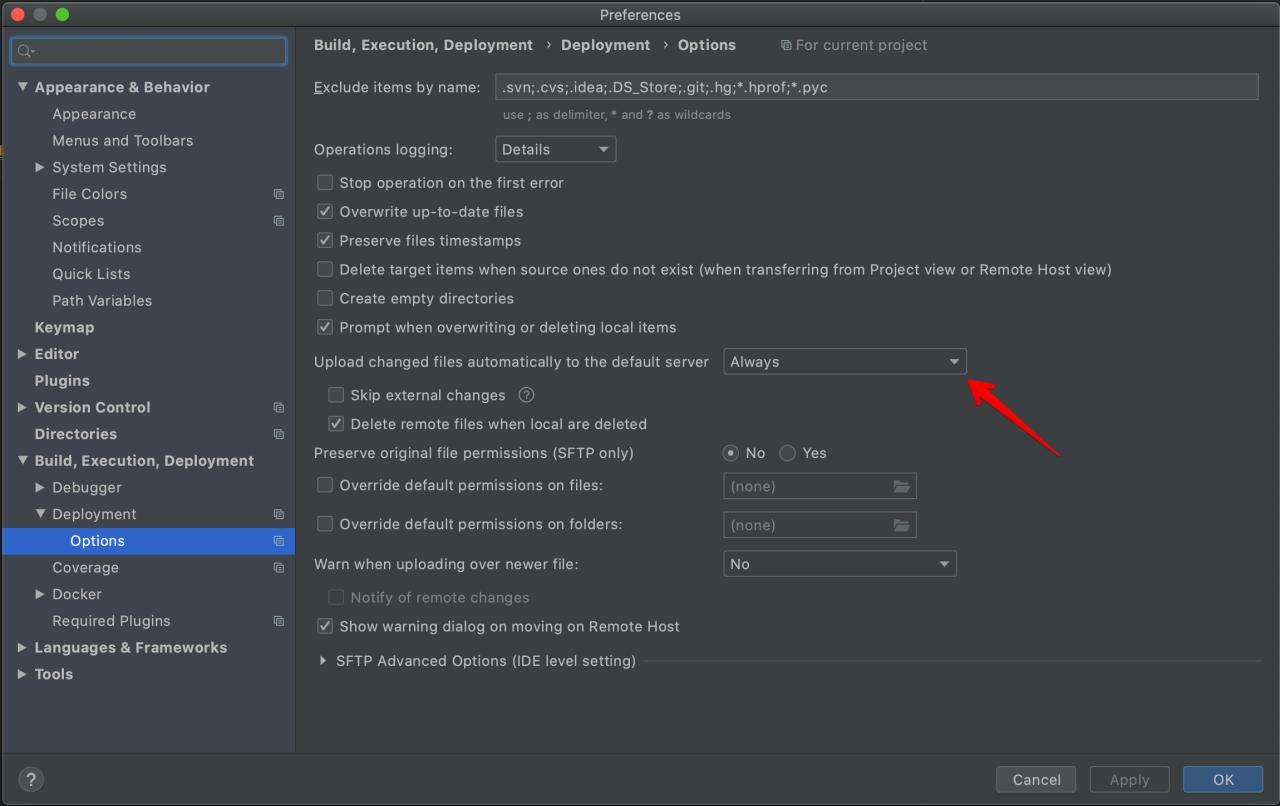 Preferences
Appearance & Behavior
Appearance
Menus and Toolbars
System Settings
File Colors
Scopes
Notifications
Quick Lists
Path Variables
Keymap
Editor
Plugins
Version Control
Directories
Build, Execution, Deployment
Debugger
Deployment
Options
Coverage
Docker
Required Plugins
Languages & Frameworks
Tools
Build, Execution, Deployment › Deployment › Options For current project
Exclude items by name: .svn;.cvs;.idea;.DS_Store;.git;.hg;*.hprof;*.pyc
use ; as delimiter, * and ? as wildcards
Operations logging: Details
Stop operation on the first error
Overwrite up-to-date files
Preserve files timestamps
Delete target items when source ones do not exist (when transferring from Project view or Remote Host view)
Create empty directories
Prompt when overwriting or deleting local items
Upload changed files automatically to the default server Always
Skip external changes ?
Delete remote files when local are deleted
Preserve original file permissions (SFTP only) No Yes
Override default permissions on files: (none)
Override default permissions on folders: (none)
Warn when uploading over newer file: No
Notify of remote changes
Show warning dialog on moving on Remote Host
SFTP Advanced Options (IDE level setting)
? Cancel Apply OK